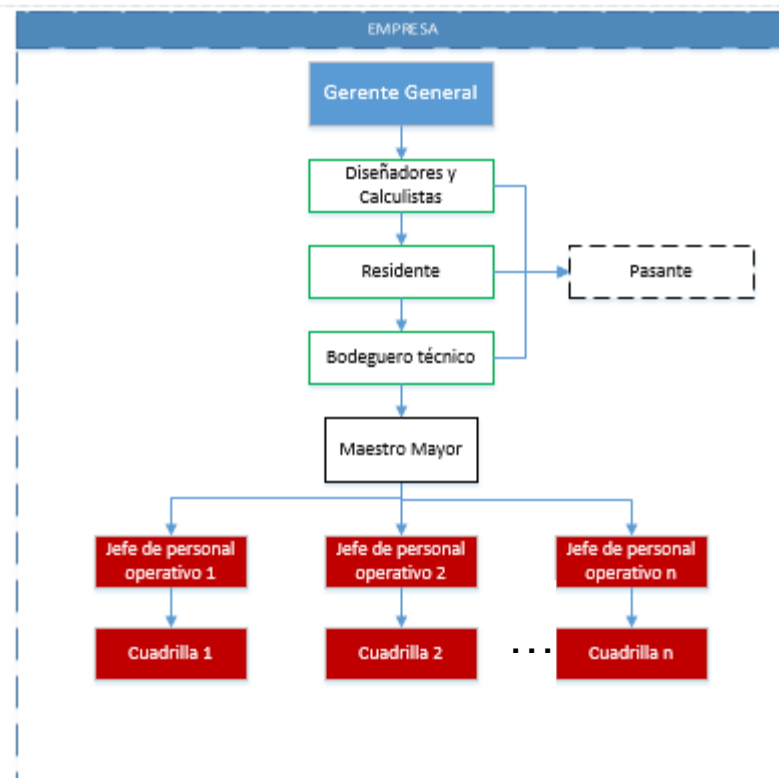 EMPRESA
Gerente General
Diseñadores y
Calculistas
Residente
Pasante
Bodeguero técnico
Maestro Mayor
Jefe de personal
operativo 1
Jefe de personal
operativo 2
Jefe de personal
operativo n
Cuadrilla 1
Cuadrilla 2
...
Cuadrilla n